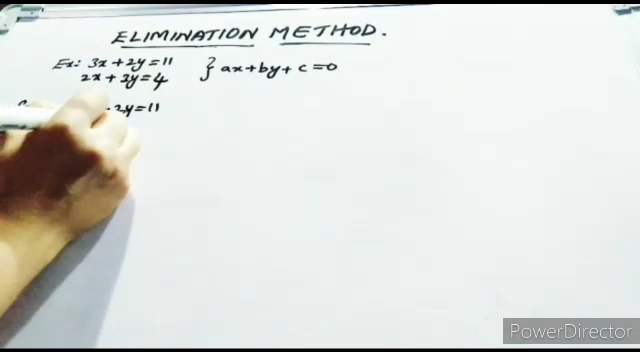 ELIMINATION METHOD.
Ex: 3x + 2y = 11 } ax + by + c = 0
2x + 3y = 4
2y = 11
PowerDirector